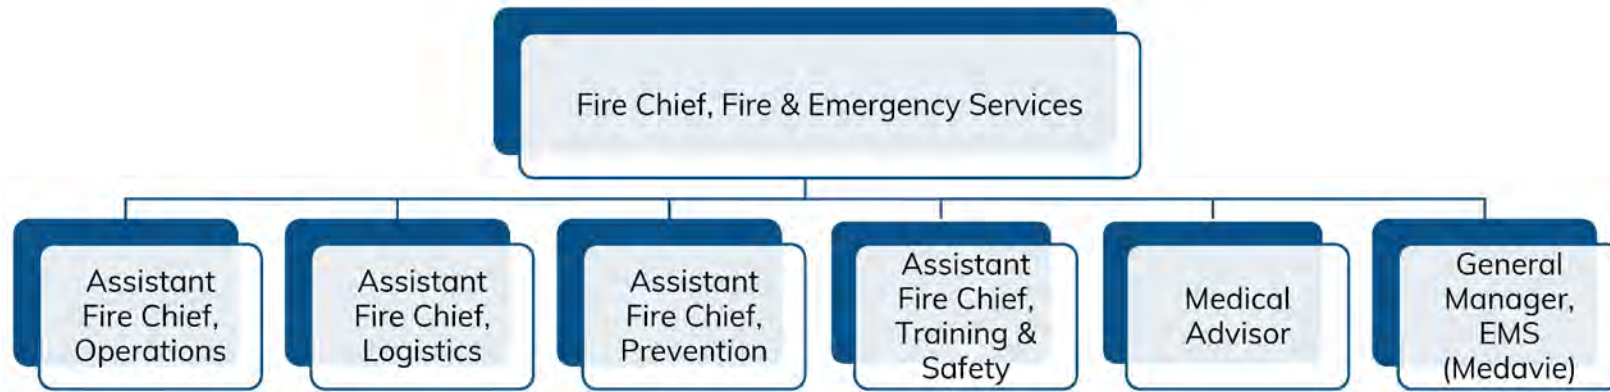 Fire Chief, Fire & Emergency Services
Assistant
Fire Chief,
Operations
Assistant
Fire Chief,
Logistics
Assistant
Fire Chief,
Prevention
Assistant
Fire Chief,
Training &
Safety
Medical
Advisor
General
Manager,
EMS
(Medavie)